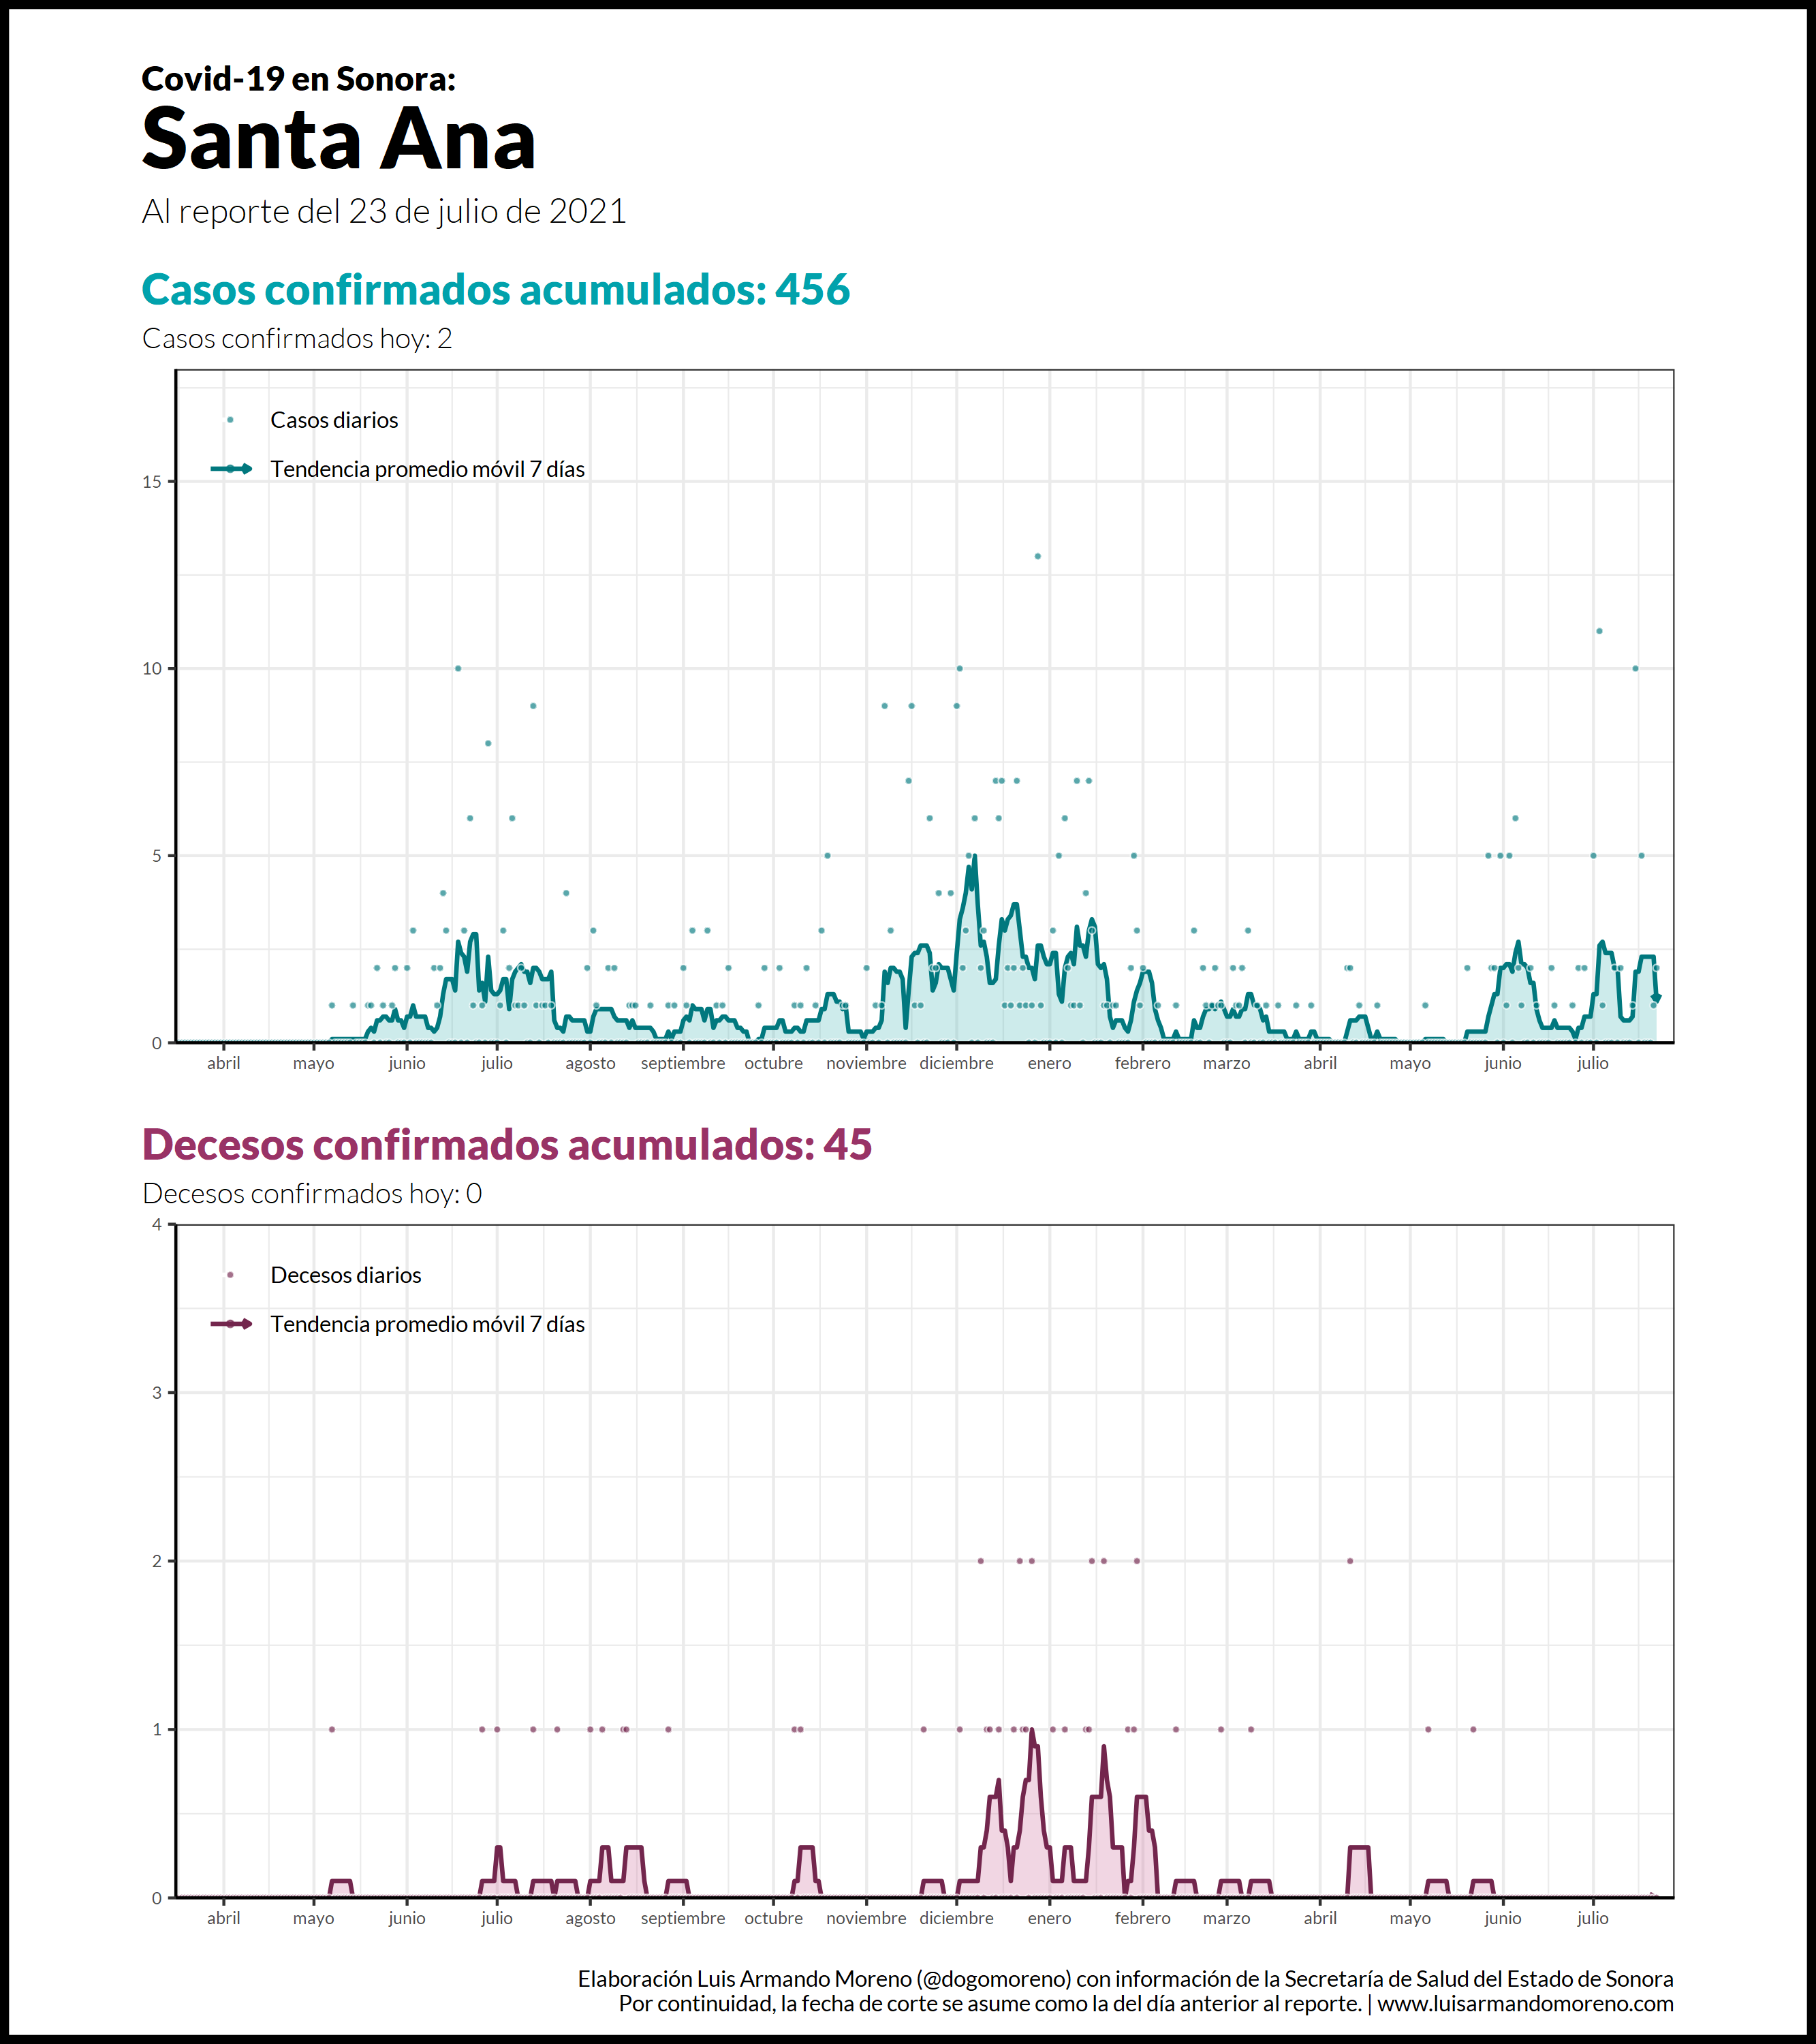 Covid-19 en Sonora:
Santa Ana
Al reporte del 23 de julio de 2021
Casos confirmados acumulados: 456
Casos confirmados hoy: 2
Casos diarios
Tendencia promedio móvil 7 días
15
10
5
0
abril mayo junio julio agosto septiembre octubre noviembre diciembre enero febrero marzo abril mayo junio julio
Decesos confirmados acumulados: 45
Decesos confirmados hoy: 0
4
Decesos diarios
Tendencia promedio móvil 7 días
3
2
1
0
abril mayo junio julio agosto septiembre octubre noviembre diciembre enero febrero marzo abril mayo junio julio
Elaboración Luis Armando Moreno (@dogomoreno) con información de la Secretaría de Salud del Estado de Sonora
Por continuidad, la fecha de corte se asume como la del día anterior al reporte. | www.luisarmandomoreno.com